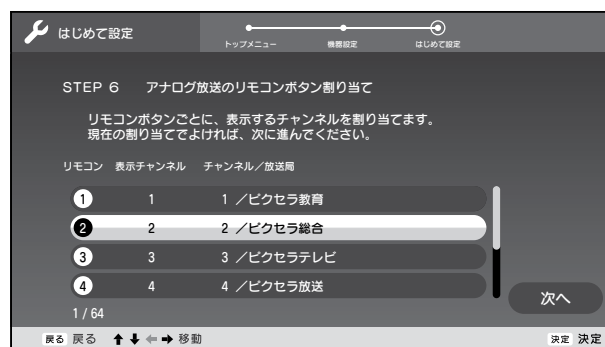 はじめて設定
トップメニュー 機器設定 はじめて設定
STEP 6 アナログ放送のリモコンボタン割り当て
リモコンボタンごとに、表示するチャンネルを割り当てます。
現在の割り当てでよければ、次に進んでください。
リモコン 表示チャンネル チャンネル／放送局
1 1 1 ／ピクセラ教育
2 2 2 ／ピクセラ総合
3 3 3 ／ピクセラテレビ
4 4 4 ／ピクセラ放送
次へ
1 / 64
戻る 戻る ↑ ↓ ← → 移動 決定 決定